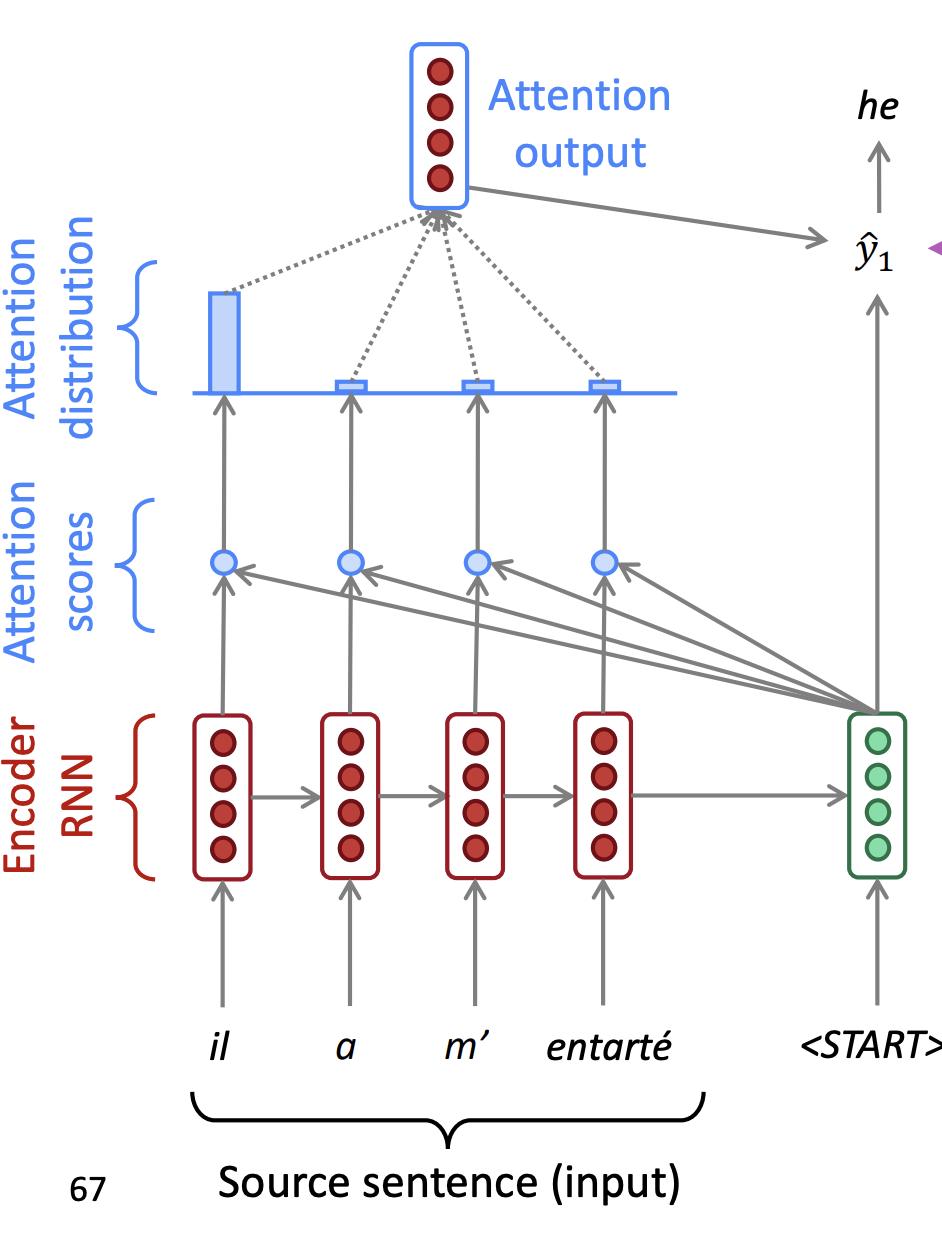 Attention
output
he
ŷ₁
Attention
distribution
Attention
scores
Encoder
RNN
il a m’ entarté <START>
Source sentence (input)
67